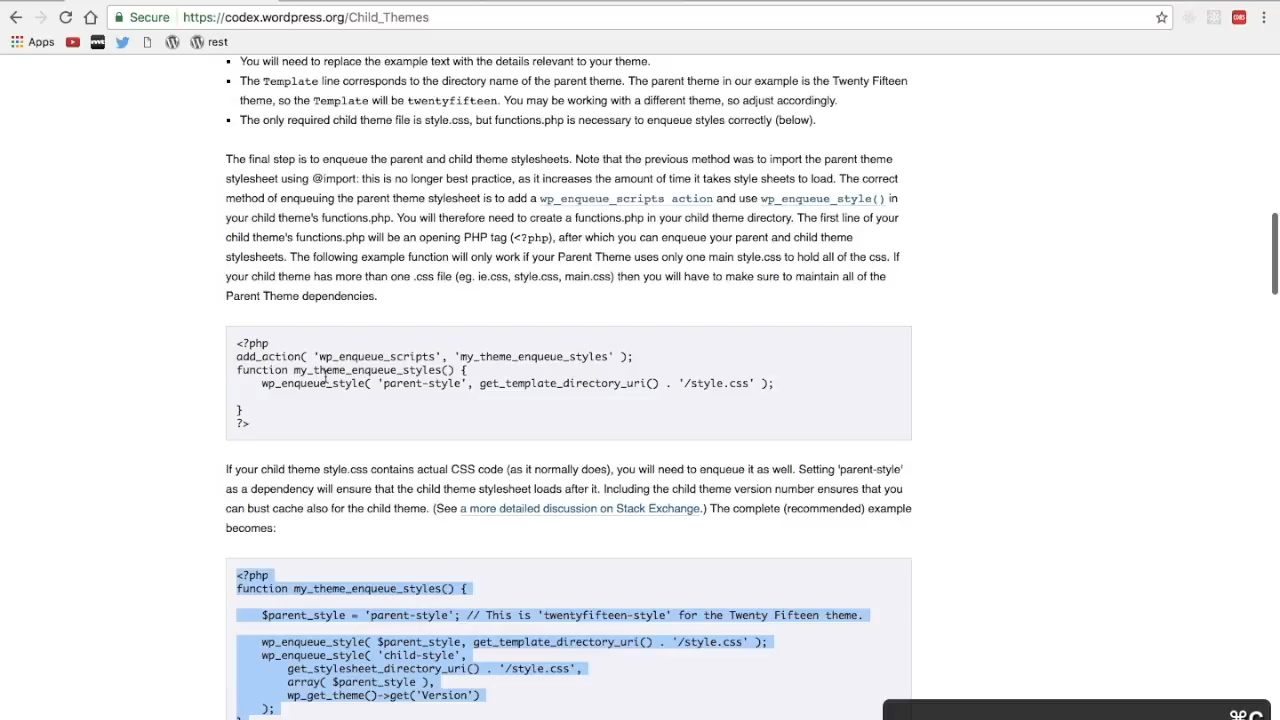 Secure https://codex.wordpress.org/Child_Themes
Apps rest
You will need to replace the example text with the details relevant to your theme.
The Template line corresponds to the directory name of the parent theme. The parent theme in our example is the Twenty Fifteen
theme, so the Template will be twentyfifteen. You may be working with a different theme, so adjust accordingly.
The only required child theme file is style.css, but functions.php is necessary to enqueue styles correctly (below).
The final step is to enqueue the parent and child theme stylesheets. Note that the previous method was to import the parent theme
stylesheet using @import: this is no longer best practice, as it increases the amount of time it takes style sheets to load. The correct
method of enqueuing the parent theme stylesheet is to add a wp_enqueue_scripts action and use wp_enqueue_style() in
your child theme's functions.php. You will therefore need to create a functions.php in your child theme directory. The first line of your
child theme's functions.php will be an opening PHP tag (<?php), after which you can enqueue your parent and child theme
stylesheets. The following example function will only work if your Parent Theme uses only one main style.css to hold all of the css. If
your child theme has more than one .css file (eg. ie.css, style.css, main.css) then you will have to make sure to maintain all of the
Parent Theme dependencies.
<?php
add_action( 'wp_enqueue_scripts', 'my_theme_enqueue_styles' );
function my_theme_enqueue_styles() {
wp_enqueue_style( 'parent-style', get_template_directory_uri() . '/style.css' );
}
?>
If your child theme style.css contains actual CSS code (as it normally does), you will need to enqueue it as well. Setting 'parent-style'
as a dependency will ensure that the child theme stylesheet loads after it. Including the child theme version number ensures that you
can bust cache also for the child theme. (See a more detailed discussion on Stack Exchange.) The complete (recommended) example
becomes:
<?php
function my_theme_enqueue_styles() {
$parent_style = 'parent-style'; // This is 'twentyfifteen-style' for the Twenty Fifteen theme.
wp_enqueue_style( $parent_style, get_template_directory_uri() . '/style.css' );
wp_enqueue_style( 'child-style',
get_stylesheet_directory_uri() . '/style.css',
array( $parent_style ),
wp_get_theme()->get('Version')
);
}
⌘C